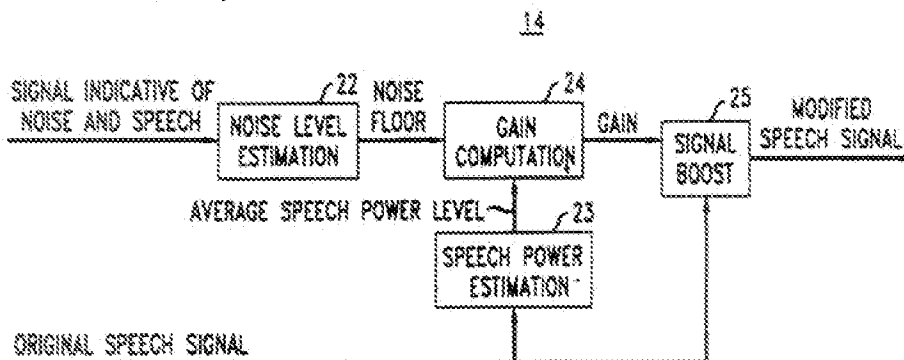 14
SIGNAL INDICATIVE OF
NOISE AND SPEECH
22
NOISE LEVEL
ESTIMATION
NOISE
FLOOR
24
GAIN
COMPUTATION
GAIN
25
SIGNAL
BOOST
MODIFIED
SPEECH SIGNAL
AVERAGE SPEECH POWER LEVEL
23
SPEECH POWER
ESTIMATION
ORIGINAL SPEECH SIGNAL